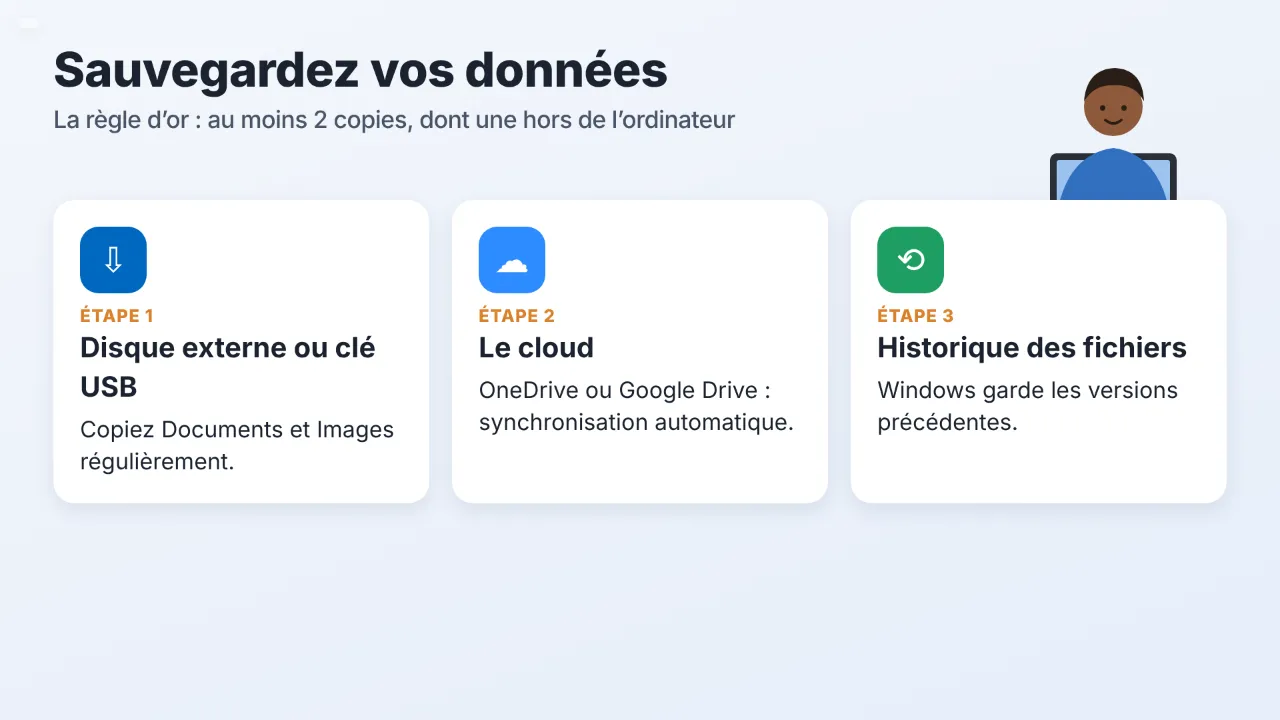 Sauvegardez vos données
La règle d’or : au moins 2 copies, dont une hors de l’ordinateur
ÉTAPE 1
Disque externe ou clé
USB
Copiez Documents et Images
régulièrement.
ÉTAPE 2
Le cloud
OneDrive ou Google Drive :
synchronisation automatique.
ÉTAPE 3
Historique des fichiers
Windows garde les versions
précédentes.